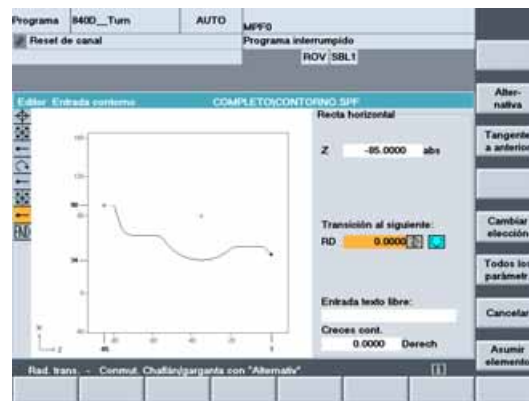 Programa 840D__Turn AUTO MPF0
Reset de canal Programa interrumpido
ROV SBL1
Editor Entrada contorno COMPLETO\CONTORNO.SPF
Recta horizontal
Z -85.0000 abs
Transición al siguiente:
RD 0.0000
Entrada texto libre:
Creces cont.
0.0000 Derech
END
Rad. trans. - Conmut. Chaflán/garganta con "Alternativ"
Alter-
nativa
Tangente
a anterior
Cambiar
elección
Todos los
parámetr.
Cancelar
Asumir
elemento